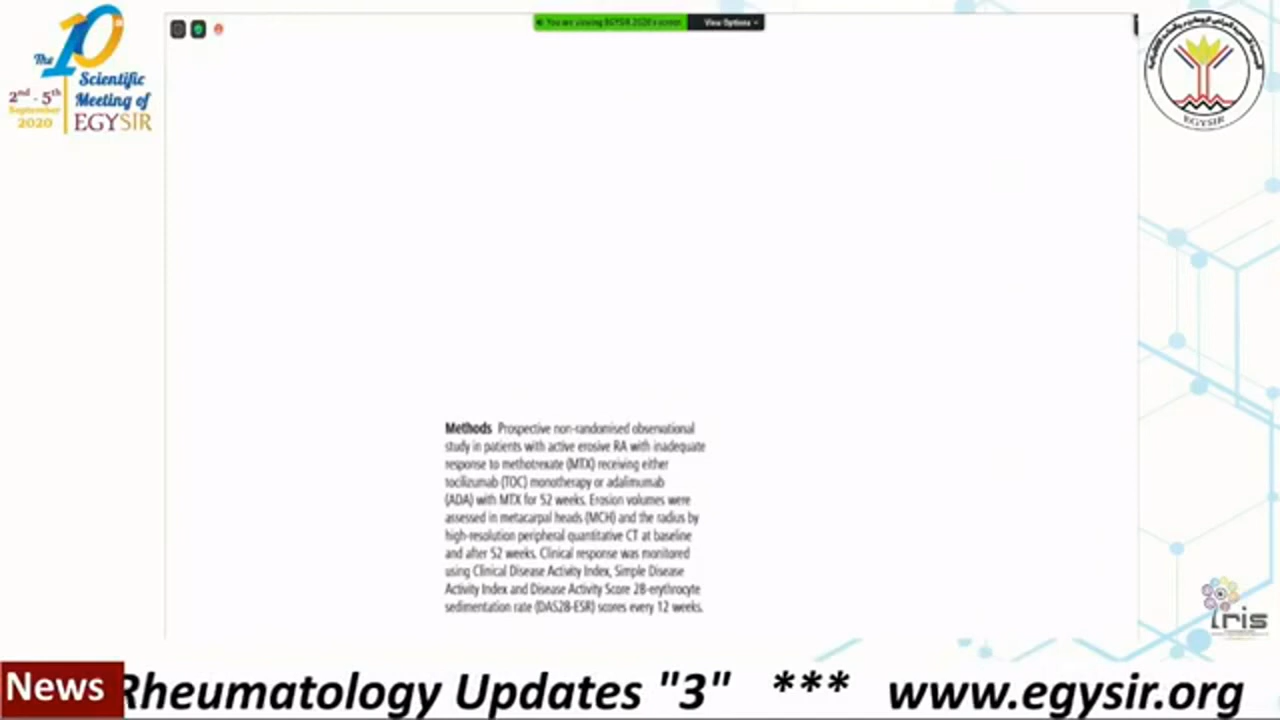 The 10th
Scientific
Meeting of
EGYSIR
2nd - 5th
September
2020
You are viewing EGYSIR 2020's screen
View Options
EGYSIR
Methods Prospective non-randomised observational
study in patients with active erosive RA with inadequate
response to methotrexate (MTX) receiving either
tocilizumab (TOC) monotherapy or adalimumab
(ADA) with MTX for 52 weeks. Erosion volumes were
assessed in metacarpal heads (MCH) and the radius by
high-resolution peripheral quantitative CT at baseline
and after 52 weeks. Clinical response was monitored
using Clinical Disease Activity Index, Simple Disease
Activity Index and Disease Activity Score 28-erythrocyte
sedimentation rate (DAS28-ESR) scores every 12 weeks.
Iris
News
Rheumatology Updates "3" *** www.egysir.org